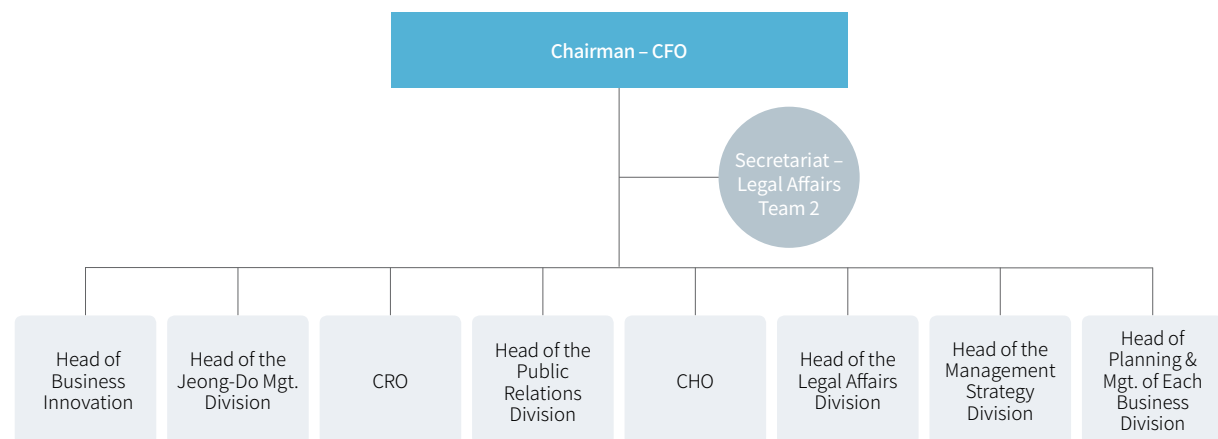 Chairman – CFO
Secretariat –
Legal Affairs
Team 2
Head of
Business
Innovation
Head of the
Jeong-Do Mgt.
Division
CRO
Head of the
Public
Relations
Division
CHO
Head of the
Legal Affairs
Division
Head of the
Management
Strategy
Division
Head of
Planning &
Mgt. of Each
Business
Division